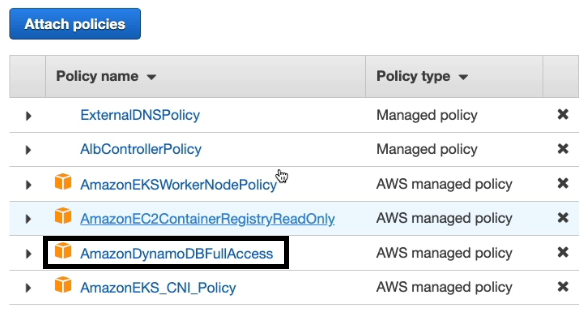 Attach policies
Policy name Policy type
ExternalDNSPolicy Managed policy
AlbControllerPolicy Managed policy
AmazonEKSWorkerNodePolicy AWS managed policy
AmazonEC2ContainerRegistryReadOnly AWS managed policy
AmazonDynamoDBFullAccess AWS managed policy
AmazonEKS_CNI_Policy AWS managed policy